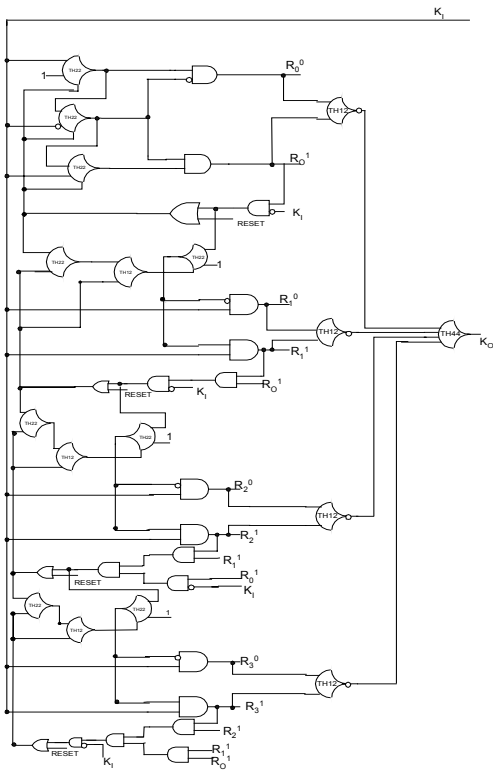 K_I
TH22
1
R_0^0
TH12
TH22
TH22
R_O^1
K_I
RESET
TH22
TH12
TH22
1
R_1^0
TH12
TH44
K_O
R_1^1
RESET
K_I
R_O^1
TH22
TH22
1
TH12
R_2^0
TH12
R_2^1
R_1^1
RESET
R_0^1
K_I
TH22
TH22
1
TH12
R_3^0
TH12
R_3^1
R_2^1
RESET
K_I
R_1^1
R_O^1